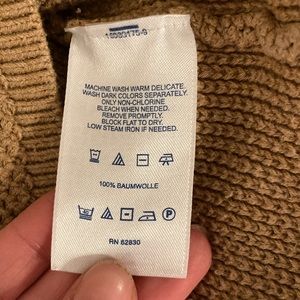 MACHINE WASH WARM DELICATE.
WASH DARK COLORS SEPARATELY.
ONLY NON-CHLORINE
BLEACH WHEN NEEDED.
REMOVE PROMPTLY.
BLOCK FLAT TO DRY.
LOW STEAM IRON IF NEEDED.
100% BAUMWOLLE
P
RN 62830